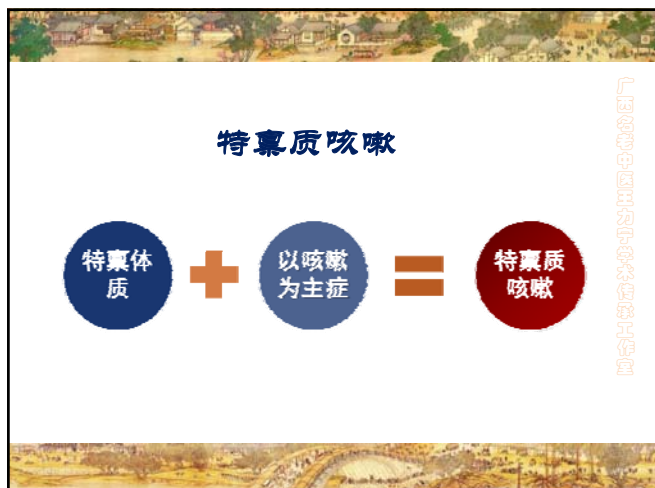 特禀质咳嗽
特禀体
质
以咳嗽
为主症
特禀质
咳嗽
广西名老中医王力宁学术传承工作室